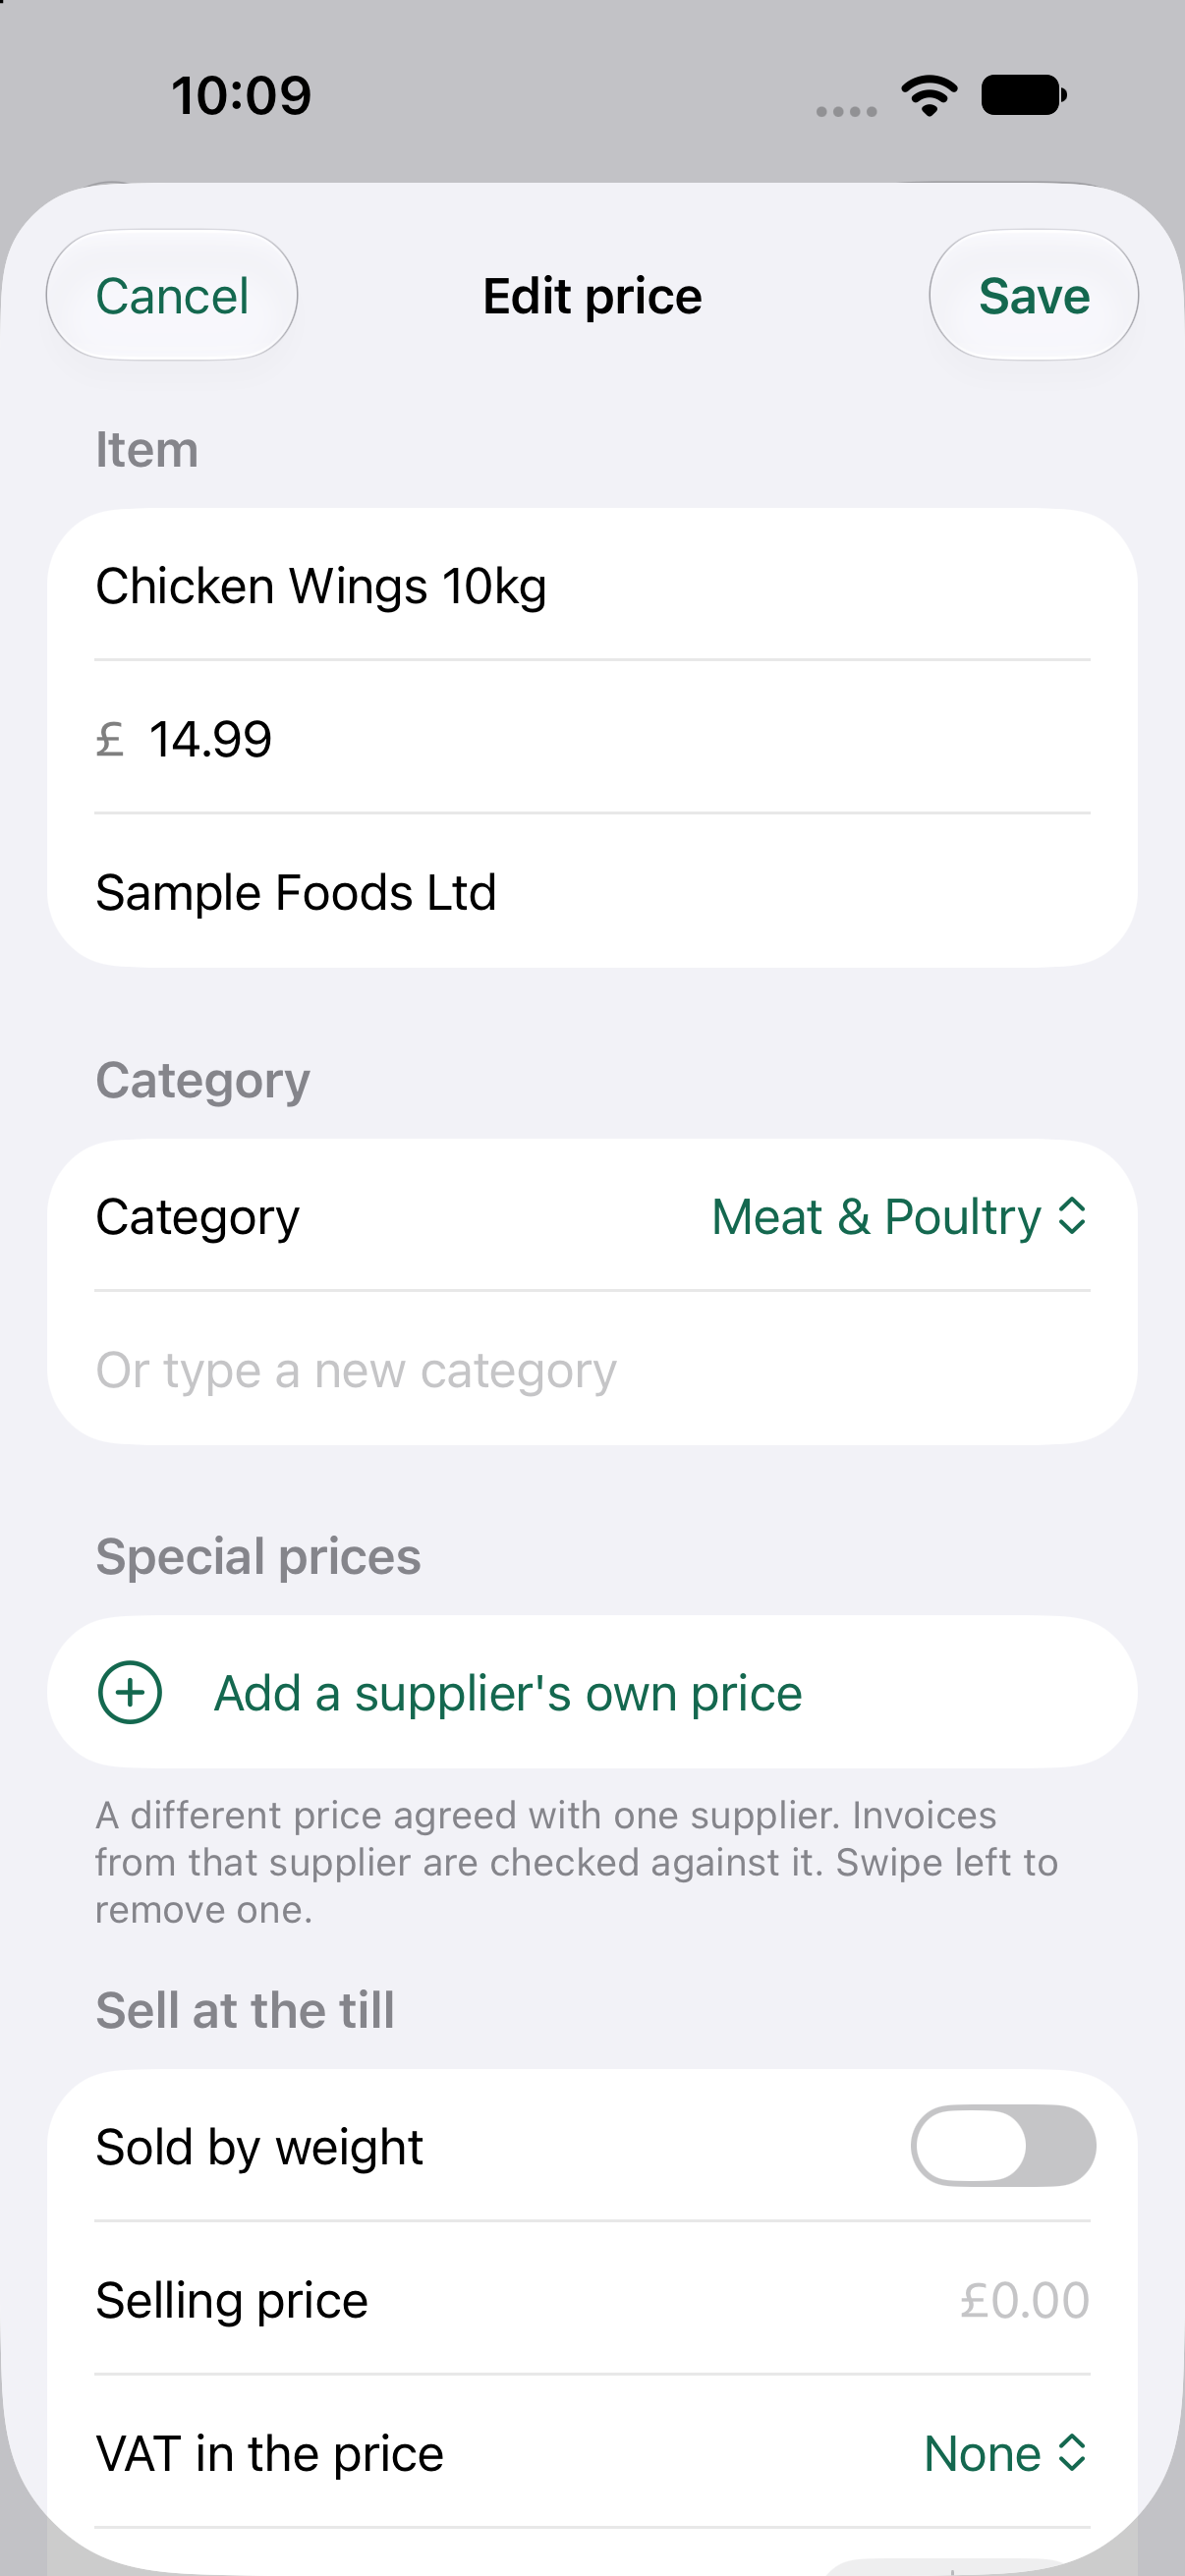 10:09
Cancel
Edit price
Save
Item
Chicken Wings 10kg
£ 14.99
Sample Foods Ltd
Category
Category
Meat & Poultry
Or type a new category
Special prices
Add a supplier's own price
A different price agreed with one supplier. Invoices
from that supplier are checked against it. Swipe left to
remove one.
Sell at the till
Sold by weight
Selling price
£0.00
VAT in the price
None